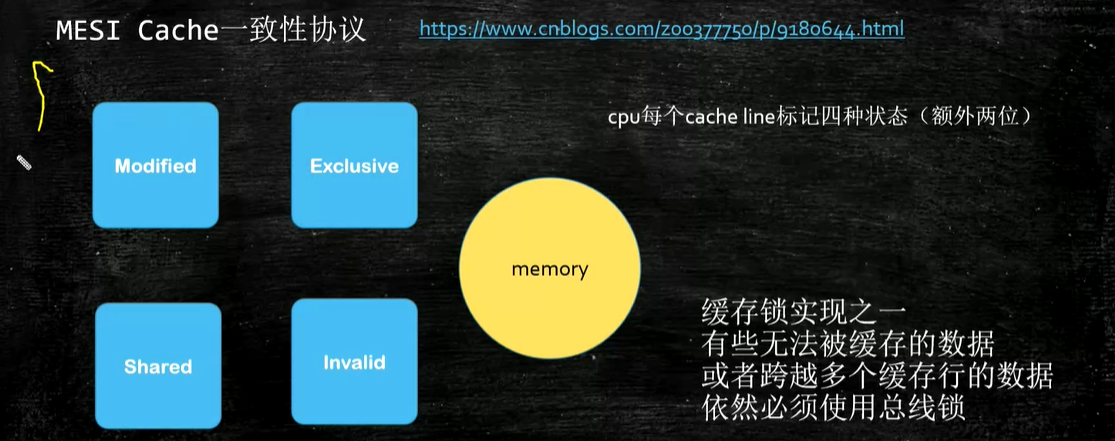 MESI Cache一致性协议
https://www.cnblogs.com/z00377750/p/9180644.html
cpu每个cache line标记四种状态（额外两位）
Modified
Exclusive
memory
Shared
Invalid
缓存锁实现之一
有些无法被缓存的数据
或者跨越多个缓存行的数据
依然必须使用总线锁